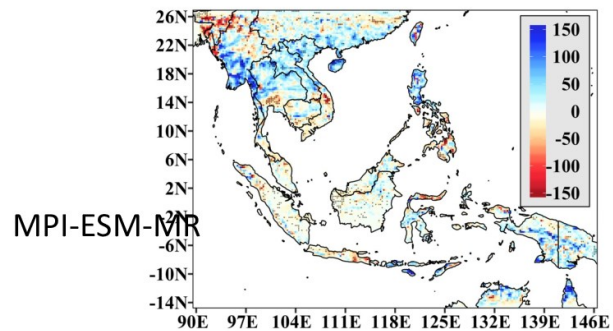 26N
22N
18N
14N
10N
6N
2N
-2N
-6N
-10N
-14N
MPI-ESM-MR
150
100
50
0
-50
-100
-150
90E 97E 104E 111E 118E 125E 132E 139E 146E